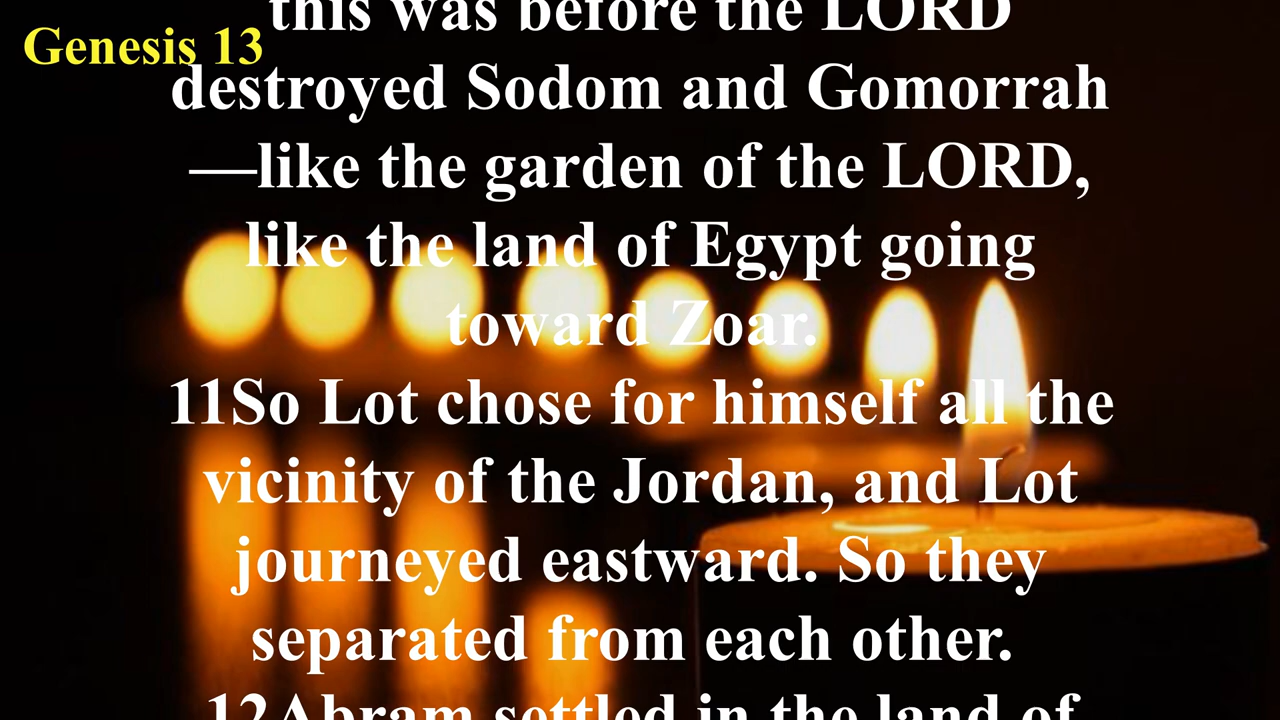 Genesis 13
this was before the LORD
destroyed Sodom and Gomorrah
—like the garden of the LORD,
like the land of Egypt going
toward Zoar.
11So Lot chose for himself all the
vicinity of the Jordan, and Lot
journeyed eastward. So they
separated from each other.
12Abram settled in the land of